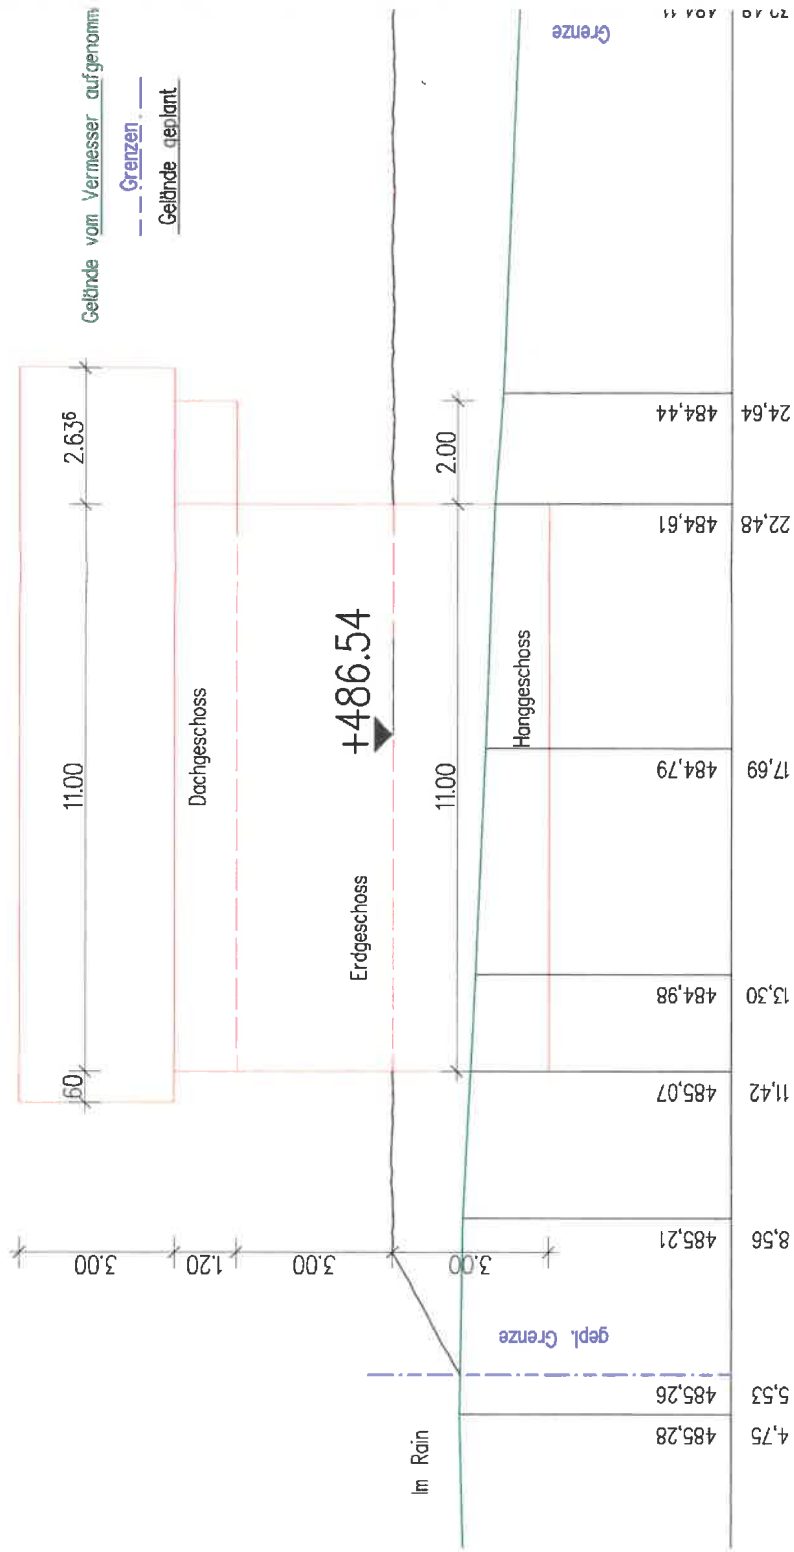 Gelände vom Vermesser aufgenomm
Grenzen
Gelände geplant
Grenze
2.63⁶
11.00
60
Dachgeschoss
+486.54
Erdgeschoss
2.00
11.00
Hanggeschoss
3.00
1.20
3.00
3.00
gepl. Grenze
Im Rain
485,28
485,26
485,21
485,07
484,98
484,79
484,61
484,44
4,75
5,53
8,56
11,42
13,30
17,69
22,48
24,64